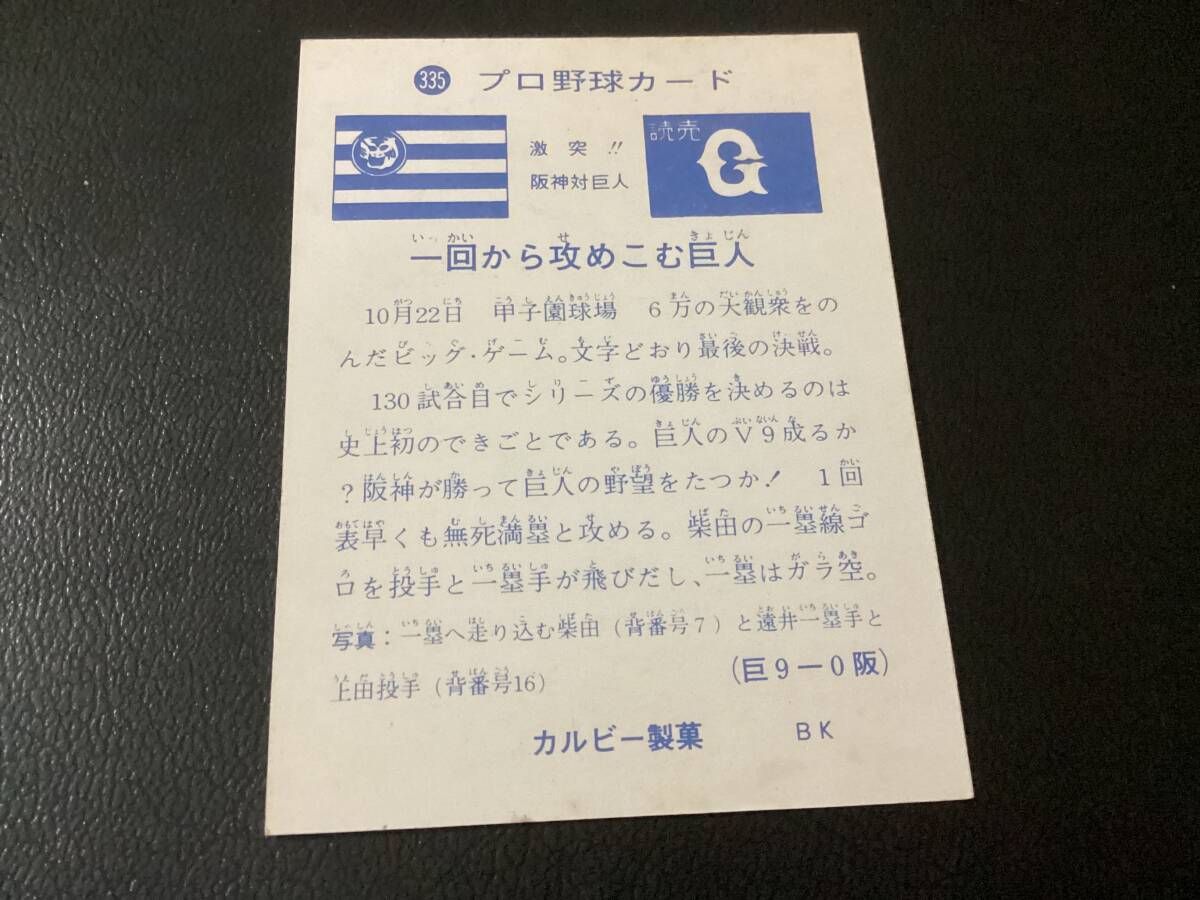 335 プロ野球カード
激突!!
阪神対巨人
読売
G
一回から攻めこむ巨人
10月22日 甲子園球場 6万の大観衆をの
んだビッグ・ゲーム。文字どおり最後の決戦。
130試合目でシリーズの優勝を決めるのは
史上初のできごとである。巨人のV9成るか
?阪神が勝って巨人の野望をたつか! 1回
表早くも無死満塁と攻める。柴田の一塁線ゴ
ロを投手と一塁手が飛びだし、一塁はガラ空。
写真:一塁へ走り込む柴田(背番号7)と遠井一塁手と
上田投手(背番号16)
(巨9-0阪)
カルビー製菓 BK